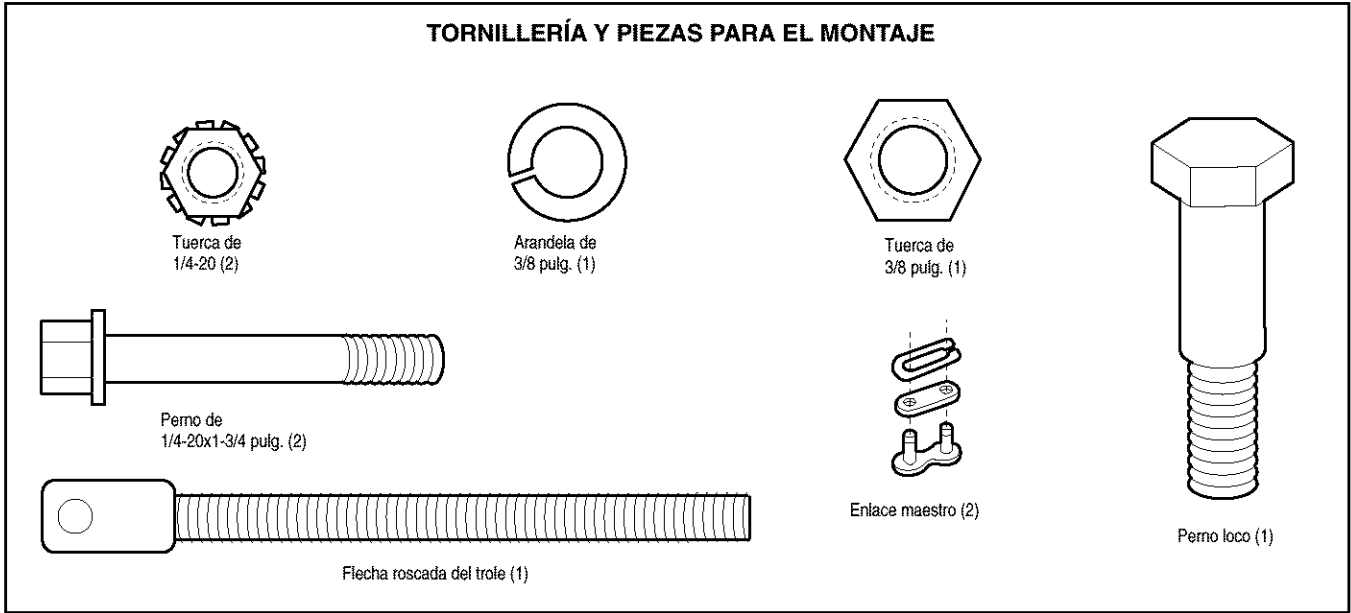 TORNILLERÍA Y PIEZAS PARA EL MONTAJE
Tuerca de
1/4-20 (2)
Arandela de
3/8 pulg. (1)
Tuerca de
3/8 pulg. (1)
Perno de
1/4-20x1-3/4 pulg. (2)
Enlace maestro (2)
Perno loco (1)
Flecha roscada del trole (1)